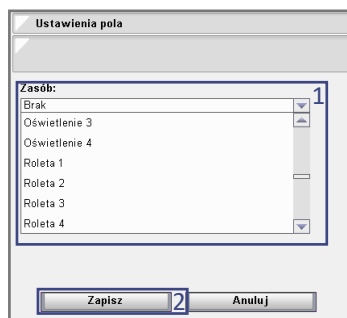 Ustawienia pola
Zasób:
1
Brak
Oświetlenie 3
Oświetlenie 4
Roleta 1
Roleta 2
Roleta 3
Roleta 4
Zapisz 2 Anuluj